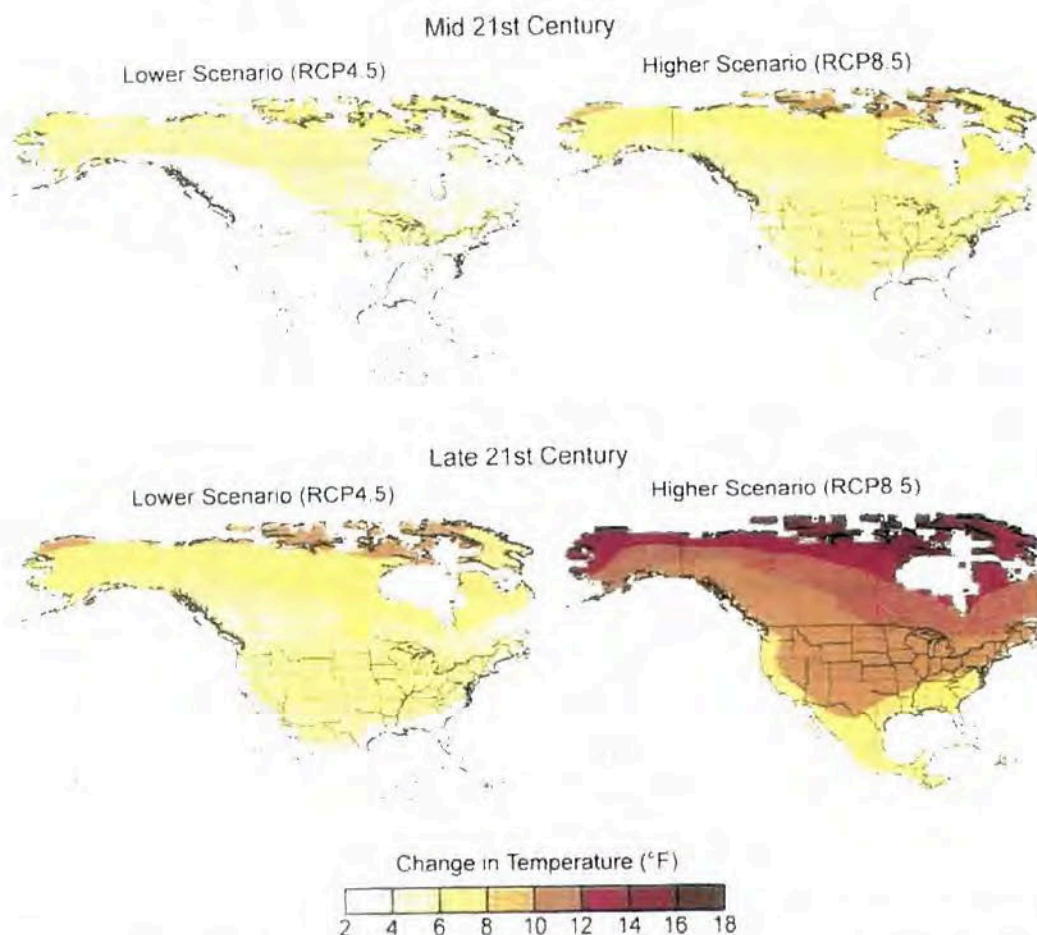 Mid 21st Century
Lower Scenario (RCP4.5)
Higher Scenario (RCP8.5)
Late 21st Century
Lower Scenario (RCP4.5)
Higher Scenario (RCP8.5)
Change in Temperature (°F)
2 4 6 8 10 12 14 16 18